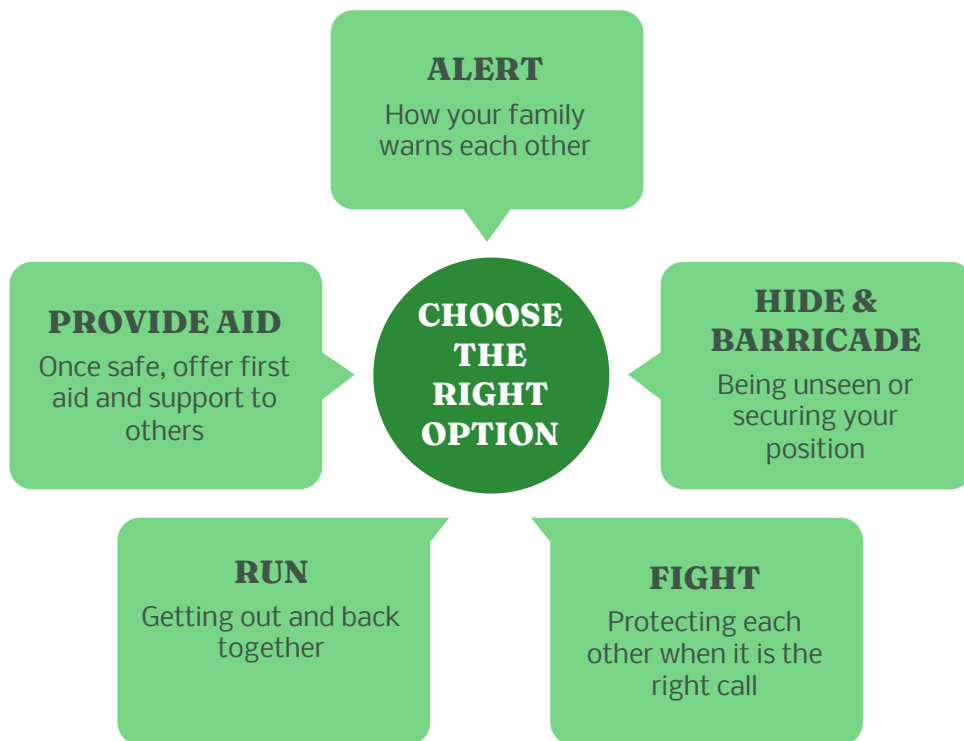 ALERT
How your family
warns each other
PROVIDE AID
Once safe, offer first
aid and support to
others
CHOOSE
THE
RIGHT
OPTION
HIDE &
BARRICADE
Being unseen or
securing your
position
RUN
Getting out and back
together
FIGHT
Protecting each
other when it is the
right call